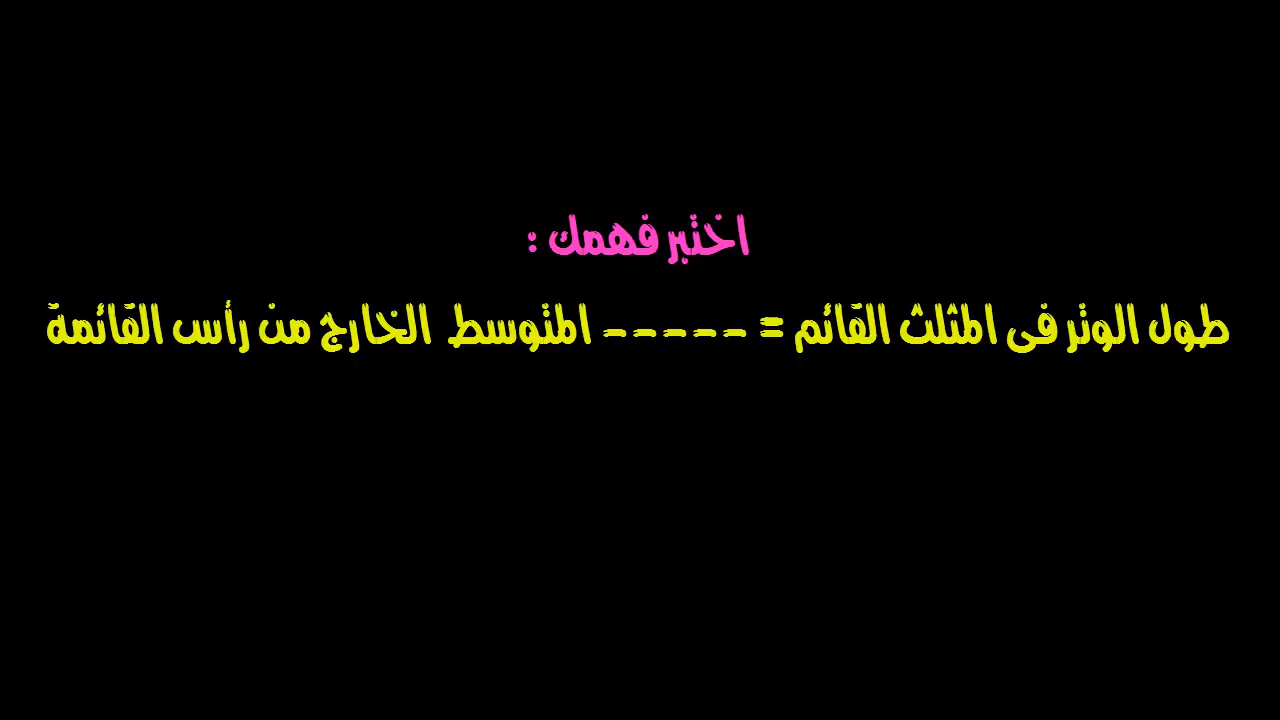 اختبر فهمك :
طول الوتر فى المثلث القائم = ----- المتوسط الخارج من رأس القائمة